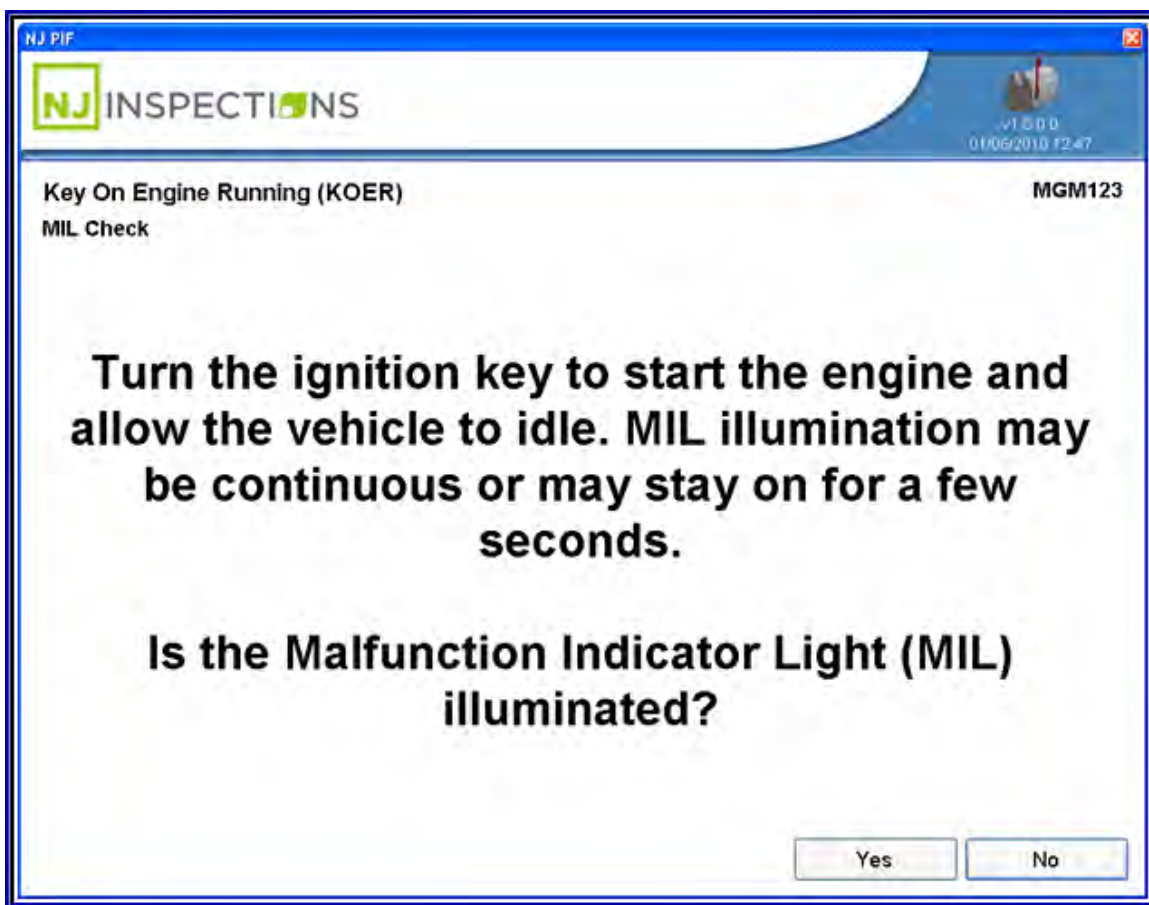 NJ PIF
NJ INSPECTIONS
v1.0.0.0
01/06/2010 12:47
Key On Engine Running (KOER)
MGM123
MIL Check
Turn the ignition key to start the engine and
allow the vehicle to idle. MIL illumination may
be continuous or may stay on for a few
seconds.
Is the Malfunction Indicator Light (MIL)
illuminated?
Yes
No